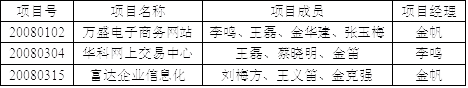 项目号 项目名称 项目成员 项目经理
20080102 万盛电子商务网站 李鸣、王磊、金华建、张玉梅 金帆
20080304 华科网上交易中心 王磊、蔡晓明、金笛 李鸣
20080315 富达企业信息化 刘梅方、王义笛、金克强 金帆